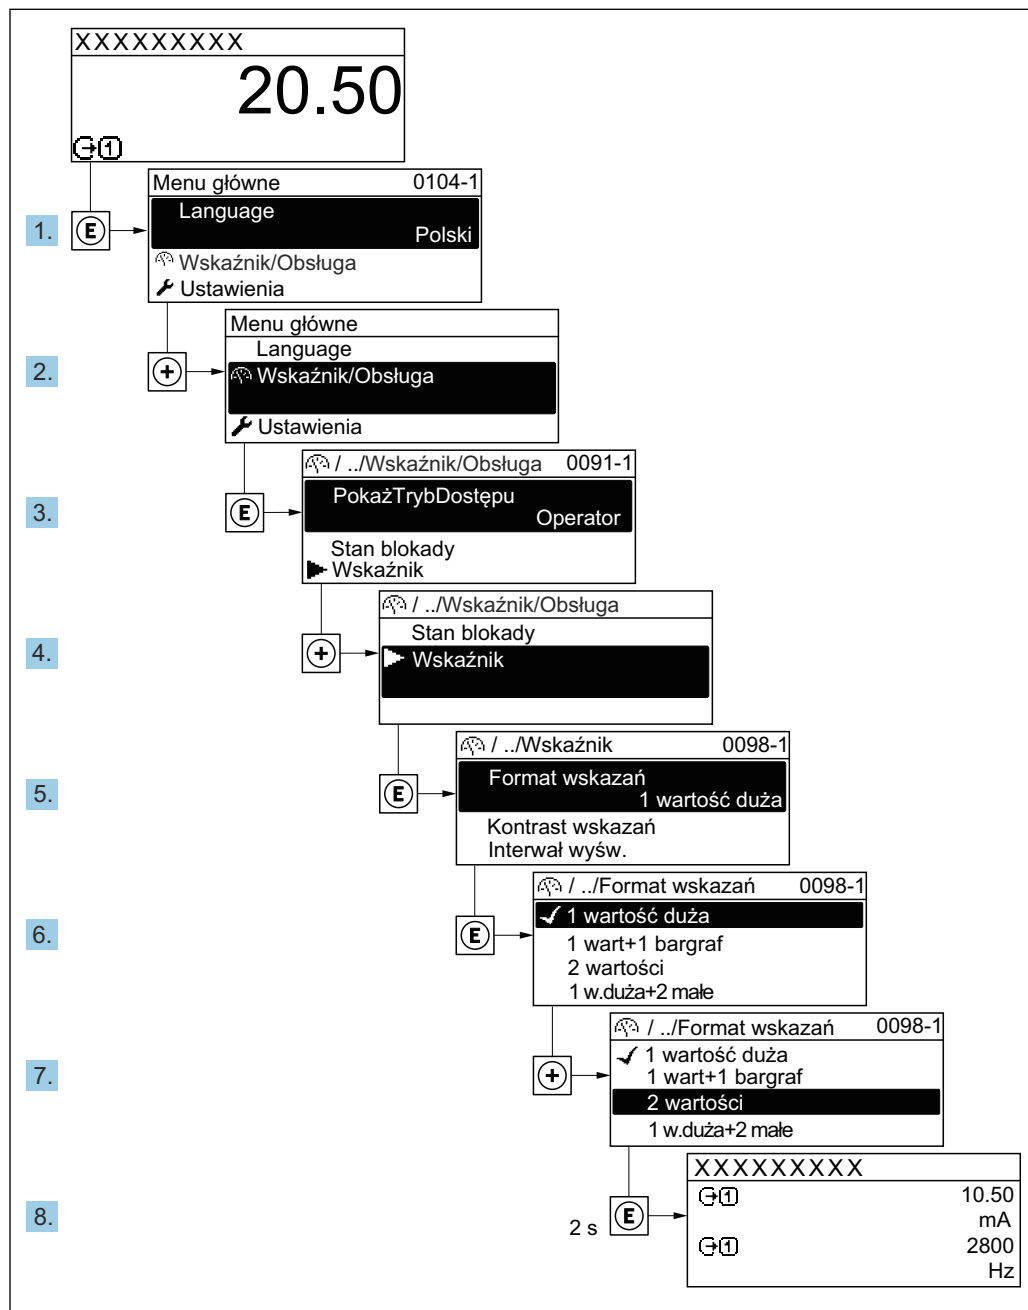 XXXXXXXXX
20.50
1
Menu główne 0104-1
Language
Polski
Wskaźnik/Obsługa
Ustawienia
1. E
Menu główne
Language
Wskaźnik/Obsługa
Ustawienia
2. +
/ ../Wskaźnik/Obsługa 0091-1
PokażTrybDostępu
Operator
Stan blokady
Wskaźnik
3. E
/ ../Wskaźnik/Obsługa
Stan blokady
Wskaźnik
4. +
/ ../Wskaźnik 0098-1
Format wskazań
1 wartość duża
Kontrast wskazań
Interwał wyśw.
5. E
/ ../Format wskazań 0098-1
1 wartość duża
1 wart+1 bargraf
2 wartości
1 w.duża+2 małe
6. E
/ ../Format wskazań 0098-1
1 wartość duża
1 wart+1 bargraf
2 wartości
1 w.duża+2 małe
7. +
XXXXXXXXX
1 10.50
mA
1 2800
Hz
8. 2 s E